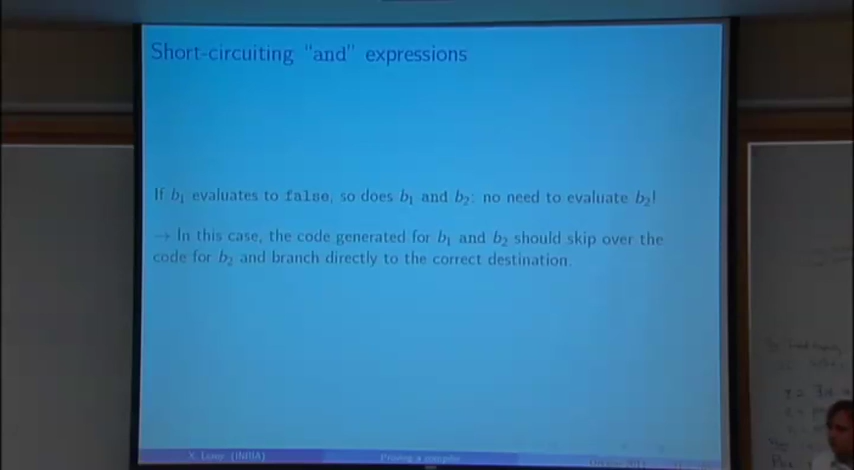 Short-circuiting "and" expressions
If b₁ evaluates to false, so does b₁ and b₂: no need to evaluate b₂!
→ In this case, the code generated for b₁ and b₂ should skip over the
code for b₂ and branch directly to the correct destination.
X. Leroy (INRIA) Proving a compiler Oregon 2011